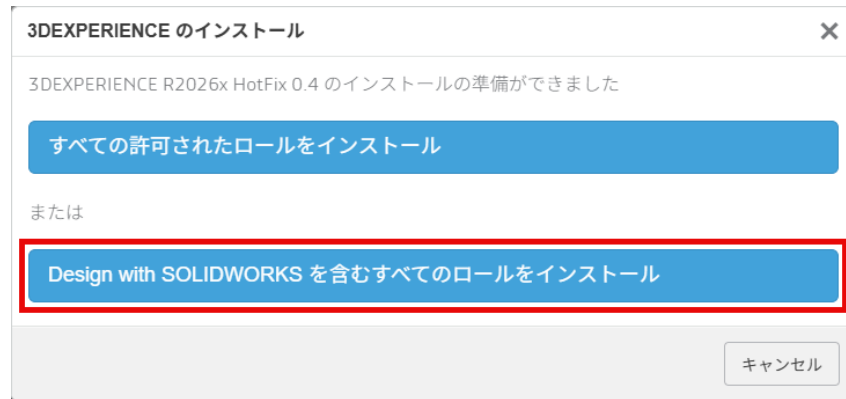 3DEXPERIENCE のインストール
3DEXPERIENCE R2026x HotFix 0.4 のインストールの準備ができました
すべての許可されたロールをインストール
または
Design with SOLIDWORKS を含むすべてのロールをインストール
キャンセル